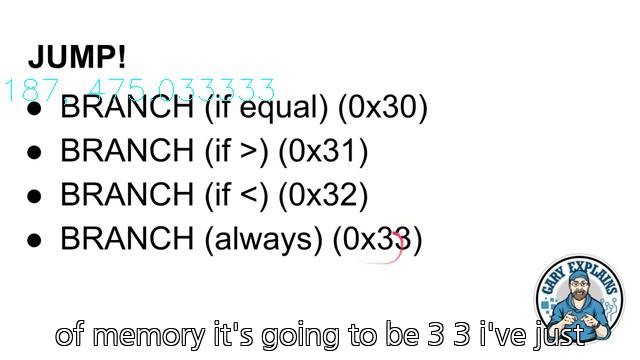 JUMP!
187, 475.033333
● BRANCH (if equal) (0x30)
● BRANCH (if >) (0x31)
● BRANCH (if <) (0x32)
● BRANCH (always) (0x33)
GARY EXPLAINS
of memory it's going to be 3 3 i've just